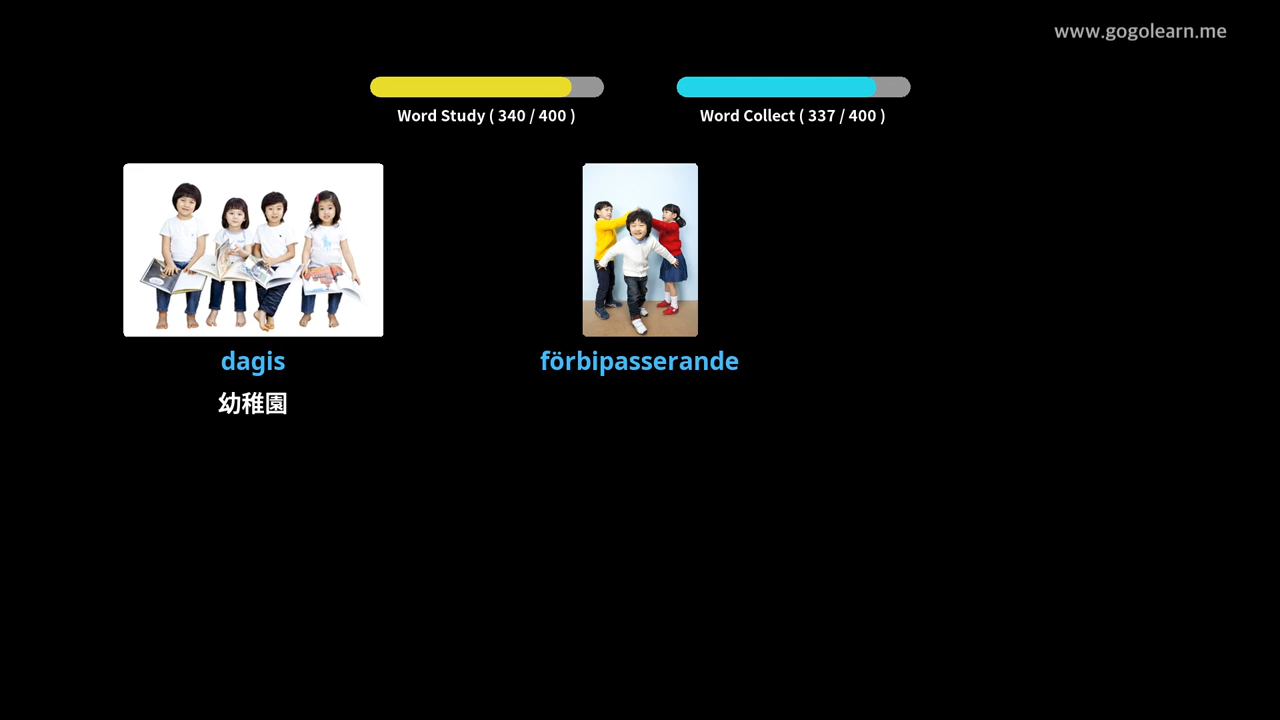 www.gogolearn.me
Word Study ( 340 / 400 )
Word Collect ( 337 / 400 )
dagis
förbipasserande
幼稚園